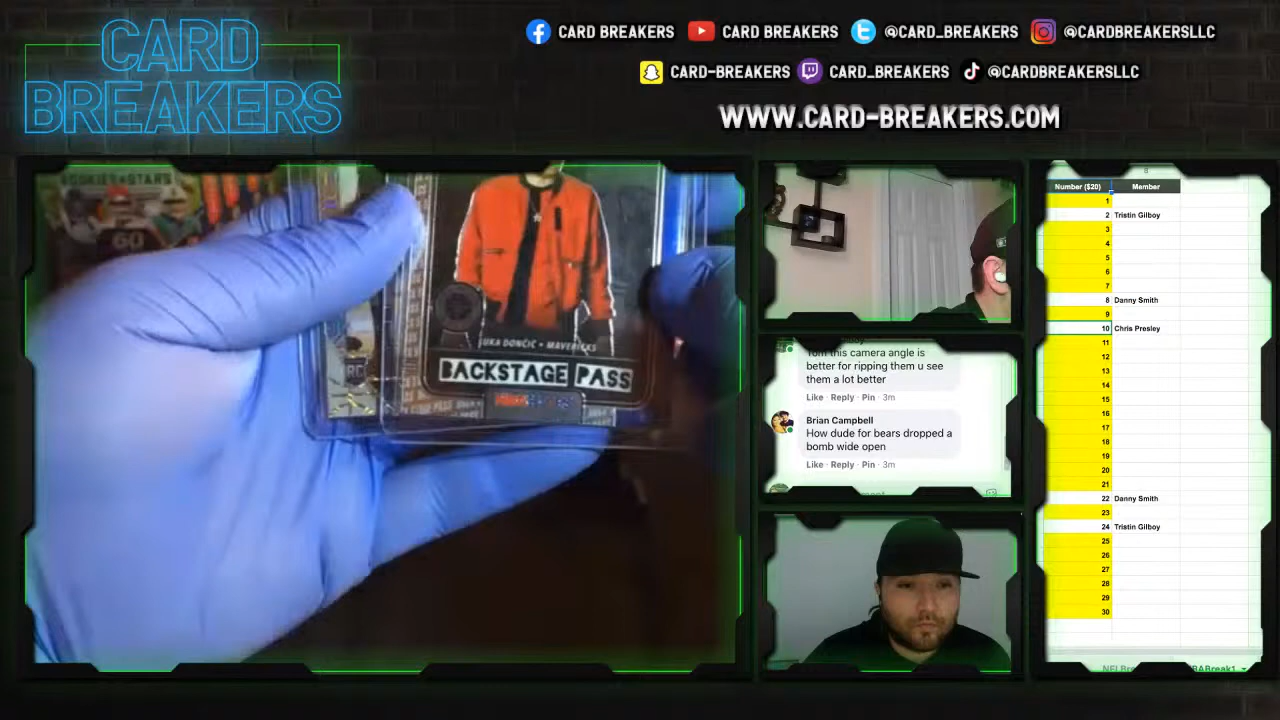 CARD
BREAKERS
CARD BREAKERS
CARD BREAKERS
@CARD_BREAKERS
@CARDBREAKERSLLC
CARD-BREAKERS
CARD_BREAKERS
@CARDBREAKERSLLC
WWW.CARD-BREAKERS.COM
60
RC
LUKA DONČIĆ • MAVERICKS
BACKSTAGE PASS
this camera angle is
better for ripping them u see
them a lot better
Like · Reply · Pin · 3m
Brian Campbell
How dude for bears dropped a
bomb wide open
Like · Reply · Pin · 3m
Number ($20) Member
1
2 Tristin Gilboy
3
4
5
6
7
8 Danny Smith
9
10 Chris Presley
11
12
13
14
15
16
17
18
19
20
21
22 Danny Smith
23
24 Tristin Gilboy
25
26
27
28
29
30